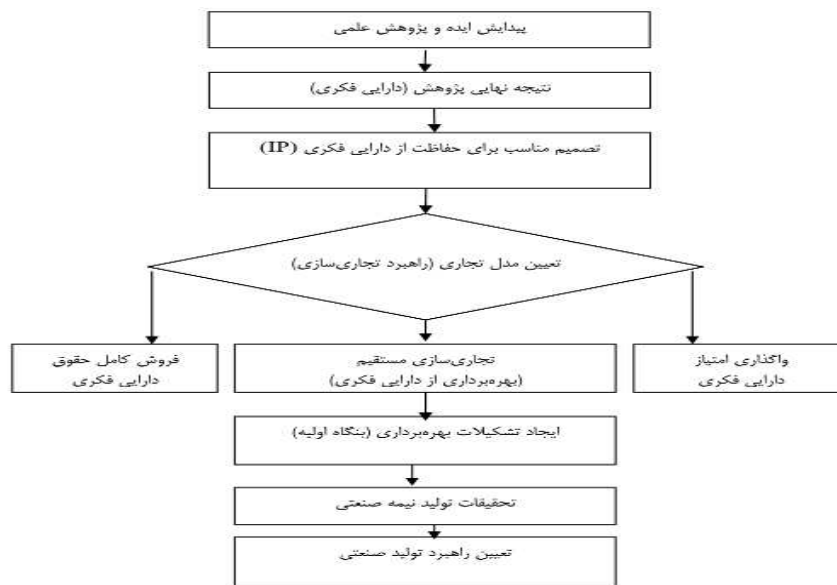 پیدایش ایده و پژوهش علمی
نتیجه نهایی پژوهش (دارایی فکری)
تصمیم مناسب برای حفاظت از دارایی فکری (IP)
تعیین مدل تجاری (راهبرد تجاری‌سازی)
واگذاری امتیاز
دارایی فکری
تجاری‌سازی مستقیم
(بهره‌برداری از دارایی فکری)
فروش کامل حقوق
دارایی فکری
ایجاد تشکیلات بهره‌برداری (بنگاه اولیه)
تحقیقات تولید نیمه صنعتی
تعیین راهبرد تولید صنعتی